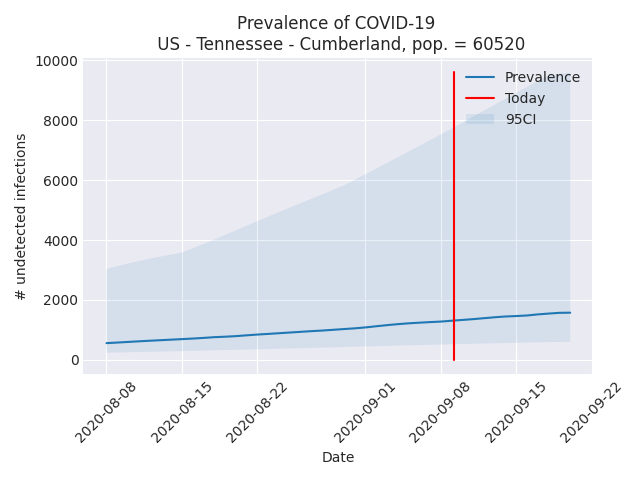 Prevalence of COVID-19
US - Tennessee - Cumberland, pop. = 60520
10000
8000
6000
4000
2000
0
# undetected infections
Prevalence
Today
95CI
2020-08-08
2020-08-15
2020-08-22
2020-09-01
2020-09-08
2020-09-15
2020-09-22
Date